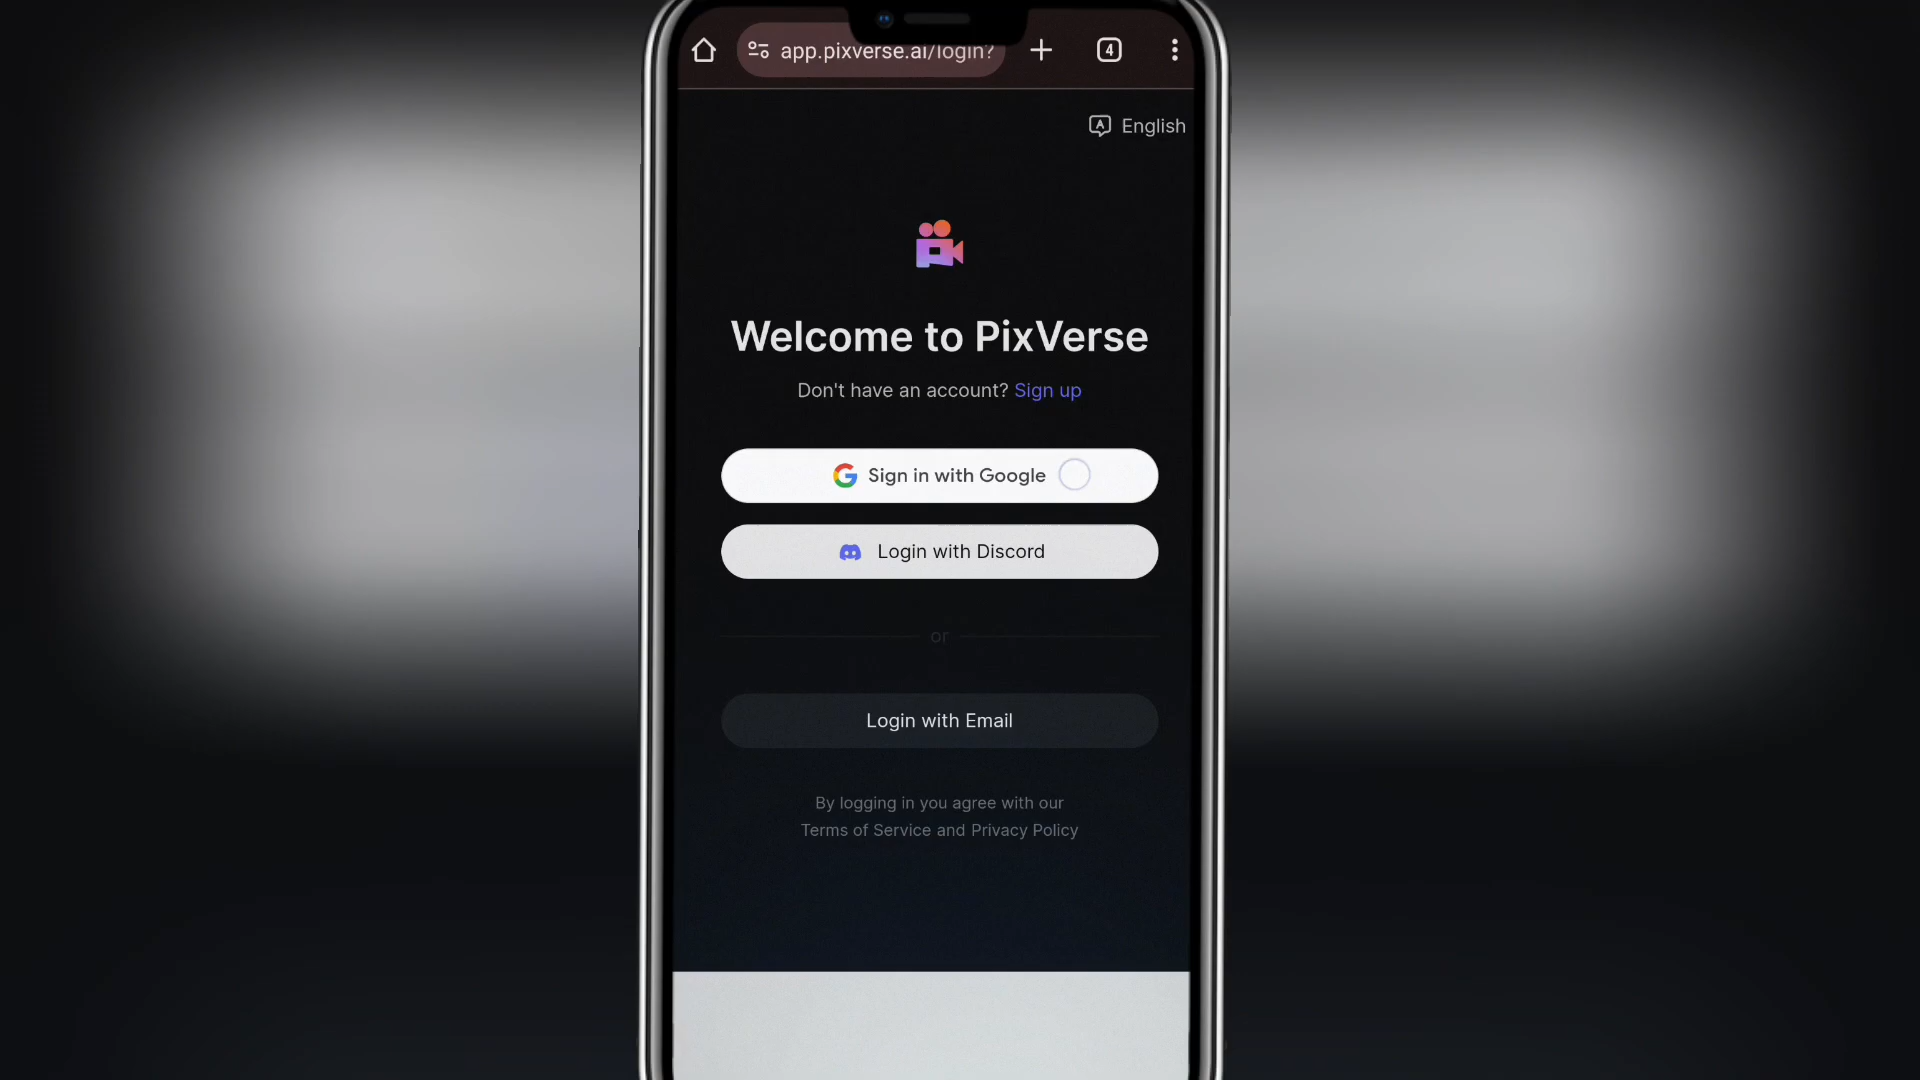 app.pixverse.ai/login?
4
English
Welcome to PixVerse
Don't have an account? Sign up
Sign in with Google
Login with Discord
or
Login with Email
By logging in you agree with our
Terms of Service and Privacy Policy